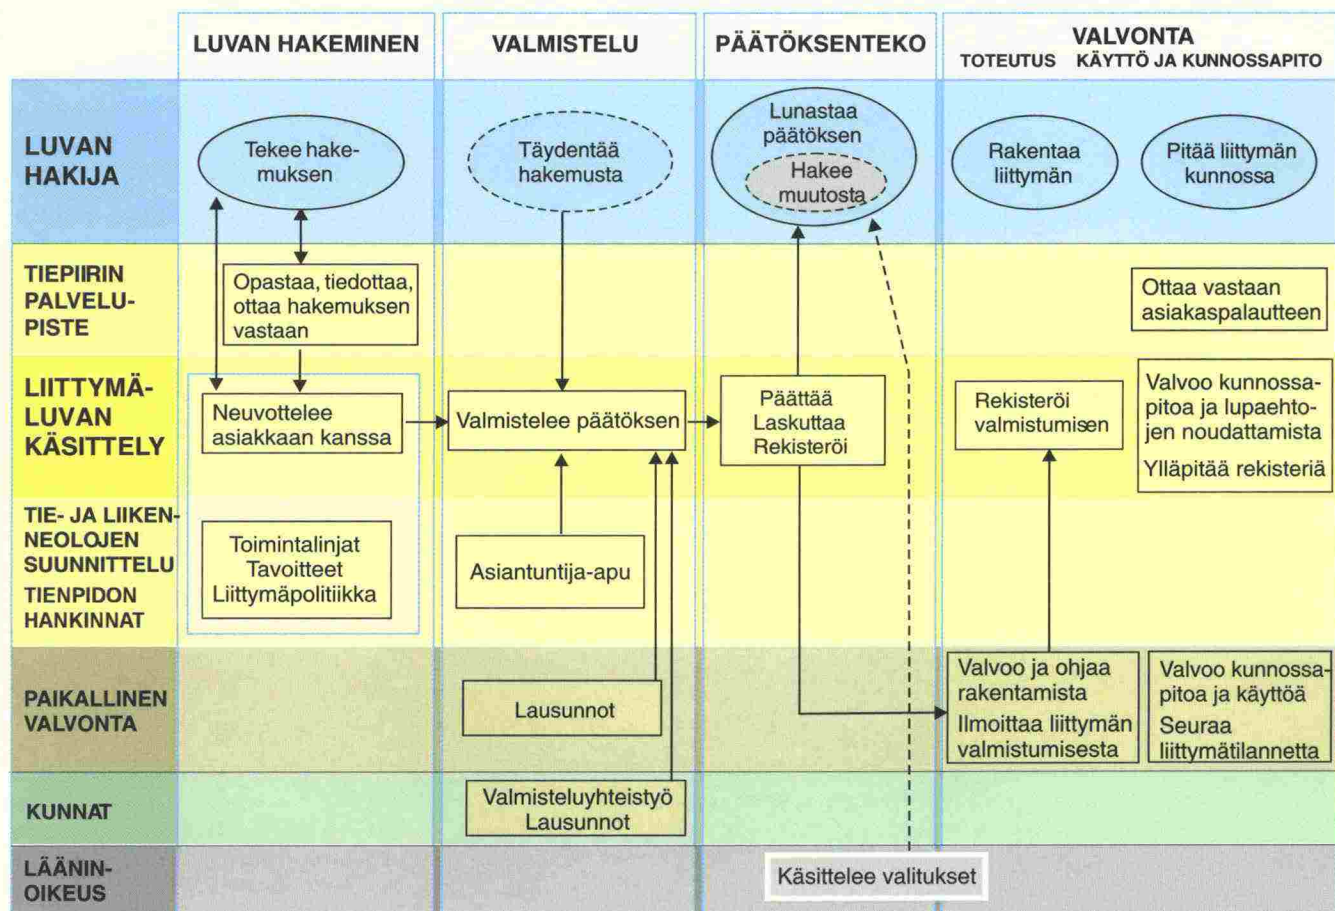 LUVAN HAKEMINEN
VALMISTELU
PÄÄTÖKSENTEKO
VALVONTA
TOTEUTUS KÄYTTÖ JA KUNNOSSAPITO
LUVAN
HAKIJA
Tekee hake-
muksen
Täydentää
hakemusta
Lunastaa
päätöksen
Hakee
muutosta
Rakentaa
liittymän
Pitää liittymän
kunnossa
TIEPIIRIN
PALVELU-
PISTE
Opastaa, tiedottaa,
ottaa hakemuksen
vastaan
Ottaa vastaan
asiakaspalautteen
LIITTYMÄ-
LUVAN
KÄSITTELY
Neuvottelee
asiakkaan kanssa
Valmistelee päätöksen
Päättää
Laskuttaa
Rekisteröi
Rekisteröi
valmistumisen
Valvoo kunnossa-
pitoa ja lupaehto-
jen noudattamista
Ylläpitää rekisteriä
TIE- JA LIIKEN-
NEOLOJEN
SUUNNITTELU
TIENPIDON
HANKINNAT
Toimintalinjat
Tavoitteet
Liittymäpolitiikka
Asiantuntija-apu
PAIKALLINEN
VALVONTA
Lausunnot
Valvoo ja ohjaa
rakentamista
Ilmoittaa liittymän
valmistumisesta
Valvoo kunnossa-
pitoa ja käyttöä
Seuraa
liittymätilannetta
KUNNAT
Valmisteluyhteistyö
Lausunnot
LÄÄNIN-
OIKEUS
Käsittelee valitukset